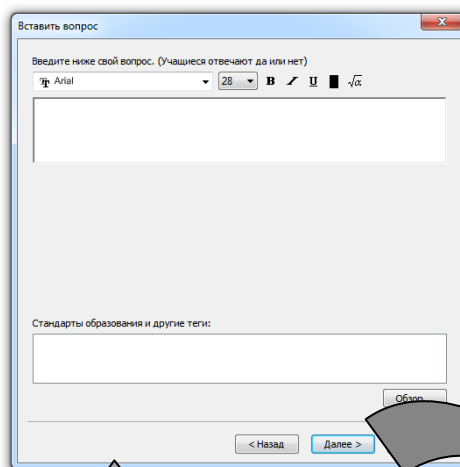 Вставить вопрос
x
Введите ниже свой вопрос. (Учащиеся отвечают да или нет)
Arial 28 B I U √α
Стандарты образования и другие теги:
Обзор...
< Назад Далее >